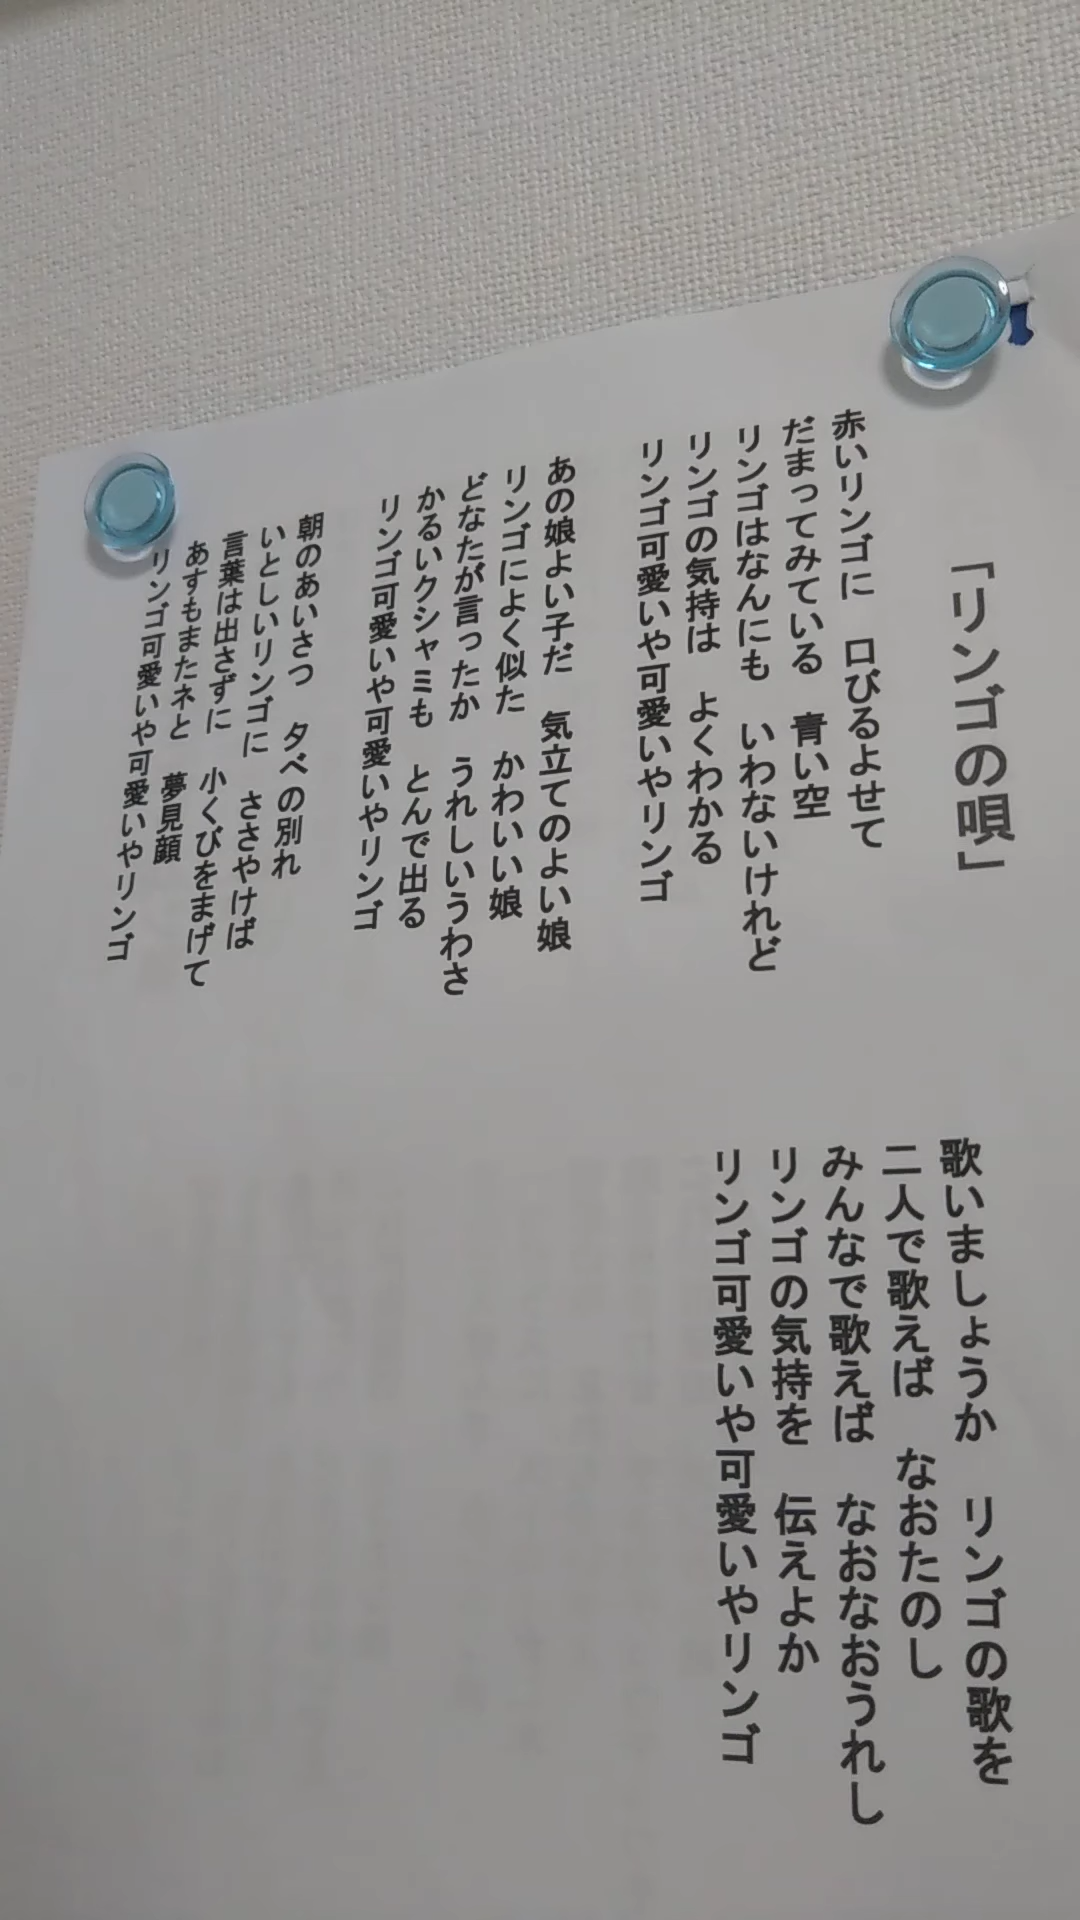 「リンゴの唄」
赤いリンゴに　口びるよせて
だまってみている　青い空
リンゴはなんにも　いわないけれど
リンゴの気持は　よくわかる
リンゴ可愛いや可愛いやリンゴ
あの娘よい子だ　気立てのよい娘
リンゴによく似た　かわいい娘
どなたが言ったか　うれしいうわさ
かるいクシャミも　とんで出る
リンゴ可愛いや可愛いやリンゴ
朝のあいさつ　夕べの別れ
いとしいリンゴに　ささやけば
言葉は出さずに　小くびをまげて
あすもまたネと　夢見顔
リンゴ可愛いや可愛いやリンゴ
歌いましょうか　リンゴの歌を
二人で歌えば　なおたのし
みんなで歌えば　なおなおうれし
リンゴの気持を　伝えよか
リンゴ可愛いや可愛いやリンゴ